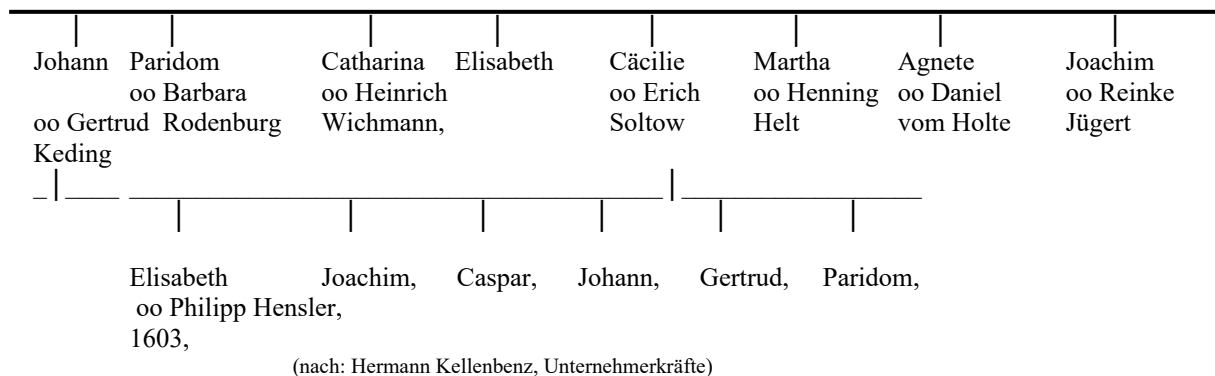 Johann Paridom Catharina Elisabeth Cäcilie Martha Agnete Joachim
oo Barbara oo Heinrich oo Erich oo Henning oo Daniel oo Reinke
oo Gertrud Rodenburg Wichmann, Soltow Helt vom Holte Jügert
Keding
Elisabeth Joachim, Caspar, Johann, Gertrud, Paridom,
oo Philipp Hensler,
1603,
(nach: Hermann Kellenbenz, Unternehmerkräfte)